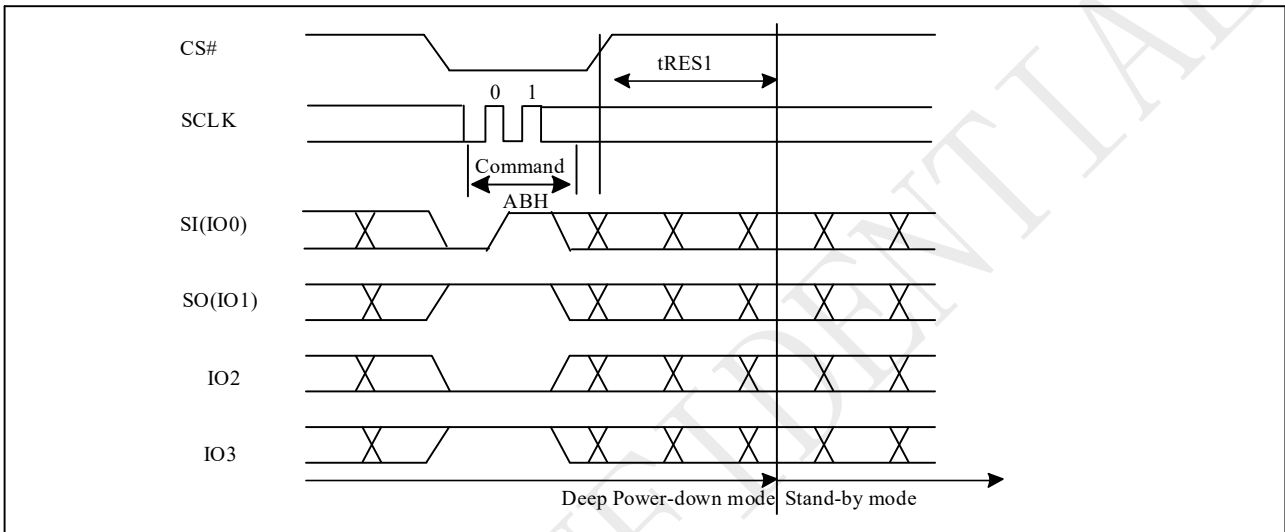 CS#
tRES1
0 1
SCLK
Command
ABH
SI(IO0)
SO(IO1)
IO2
IO3
Deep Power-down mode Stand-by mode